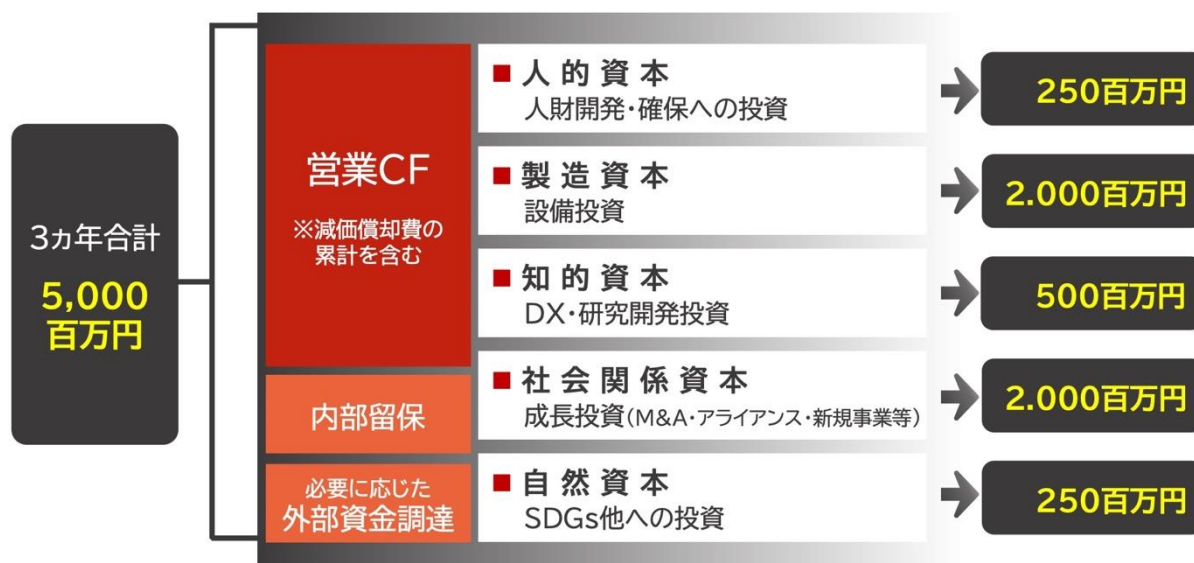 3ヵ年合計
5,000
百万円
営業CF
※減価償却費の
累計を含む
内部留保
必要に応じた
外部資金調達
■ 人的資本
人財開発・確保への投資
250百万円
■ 製造資本
設備投資
2.000百万円
■ 知的資本
DX・研究開発投資
500百万円
■ 社会関係資本
成長投資(M&A・アライアンス・新規事業等)
2.000百万円
■ 自然資本
SDGs他への投資
250百万円